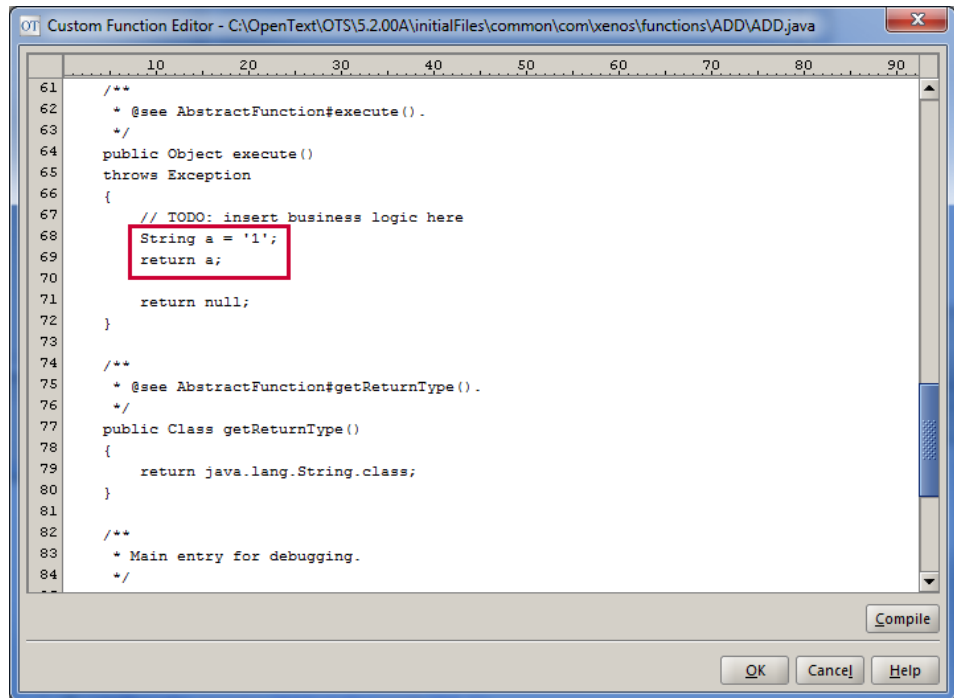 OT Custom Function Editor - C:\OpenText\OTS\5.2.00A\initialFiles\common\com\xenos\functions\ADD\ADD.java
10 20 30 40 50 60 70 80 90
61 /**
62 * @see AbstractFunction#execute().
63 */
64 public Object execute()
65 throws Exception
66 {
67 // TODO: insert business logic here
68 String a = '1';
69 return a;
70
71 return null;
72 }
73
74 /**
75 * @see AbstractFunction#getReturnType().
76 */
77 public Class getReturnType()
78 {
79 return java.lang.String.class;
80 }
81
82 /**
83 * Main entry for debugging.
84 */
Compile
OK Cancel Help